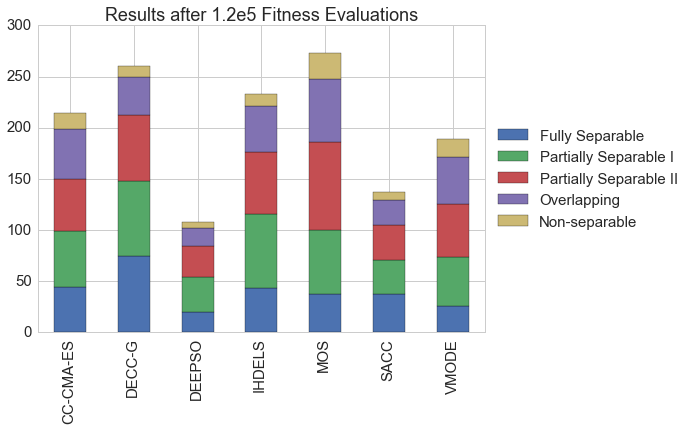 Results after 1.2e5 Fitness Evaluations
300
250
200
150
100
50
0
CC-CMA-ES
DECC-G
DEEPSO
IHDELS
MOS
SACC
VMODE
Fully Separable
Partially Separable I
Partially Separable II
Overlapping
Non-separable